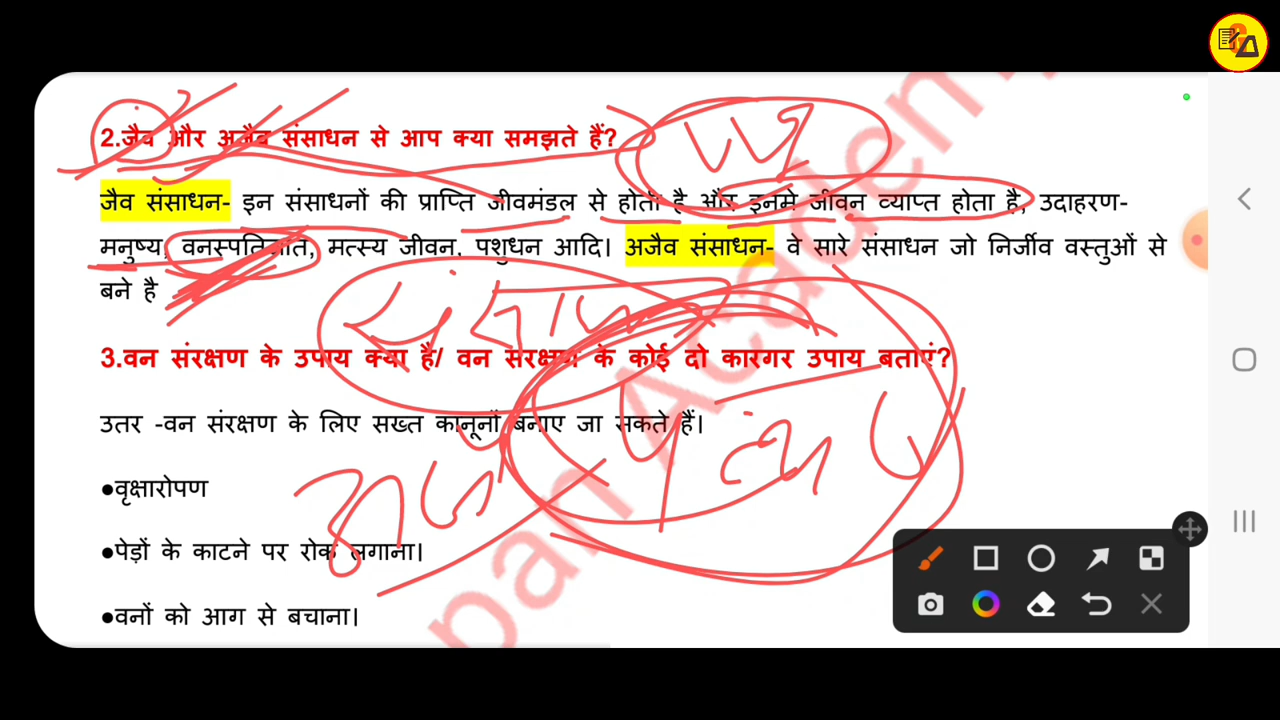 2.जैव और अजैव संसाधन से आप क्या समझते हैं?
जैव संसाधन- इन संसाधनों की प्राप्ति जीवमंडल से होती है और इनमे जीवन व्याप्त होता है, उदाहरण-
मनुष्य, वनस्पतिजात, मत्स्य जीवन, पशुधन आदि। अजैव संसाधन- वे सारे संसाधन जो निर्जीव वस्तुओं से
बने है
3.वन संरक्षण के उपाय क्या है/ वन संरक्षण के कोई दो कारगर उपाय बताएं?
उतर -वन संरक्षण के लिए सख्त कानूनों बनाए जा सकते हैं।
●वृक्षारोपण
●पेड़ों के काटने पर रोक लगाना।
●वनों को आग से बचाना।
pan Academ